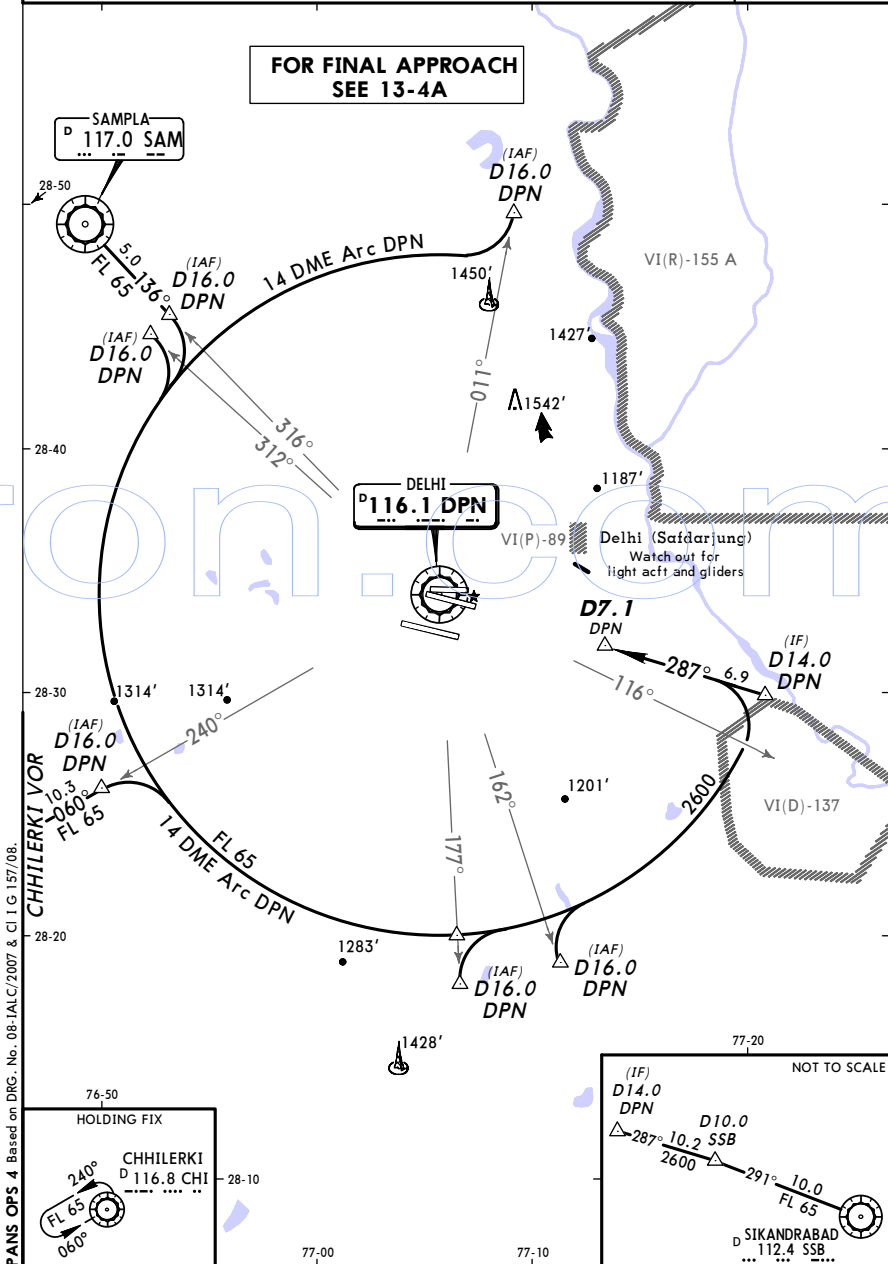 FOR FINAL APPROACH
SEE 13-4A
SAMPLA
D 117.0 SAM
28-50
5.0
136°
FL 65
(IAF)
D16.0
DPN
(IAF)
D16.0
DPN
14 DME Arc DPN
(IAF)
D16.0
DPN
1450'
011°
VI(R)-155 A
1427'
1542'
316°
312°
28-40
1187'
DELHI
D 116.1 DPN
VI(P)-89
Delhi (Safdarjung)
Watch out for
light acft and gliders
ron.com
D7.1
DPN
287°
6.9
(IF)
D14.0
DPN
116°
28-30
1314'
1314'
240°
(IAF)
D16.0
DPN
10.3
060°
FL 65
CHHILERKI VOR
FL 65
14 DME Arc DPN
177°
162°
1201'
2600
VI(D)-137
28-20
1283'
(IAF)
D16.0
DPN
(IAF)
D16.0
DPN
1428'
77-20
76-50
HOLDING FIX
CHHILERKI
D 116.8 CHI
240°
FL 65
060°
28-10
77-00
77-10
NOT TO SCALE
(IF)
D14.0
DPN
287°
10.2
2600
D10.0
SSB
291°
10.0
FL 65
SIKANDRABAD
D 112.4 SSB
PANS OPS 4 Based on DRG. No. 08-IALC/2007 & CI I G 157/08.